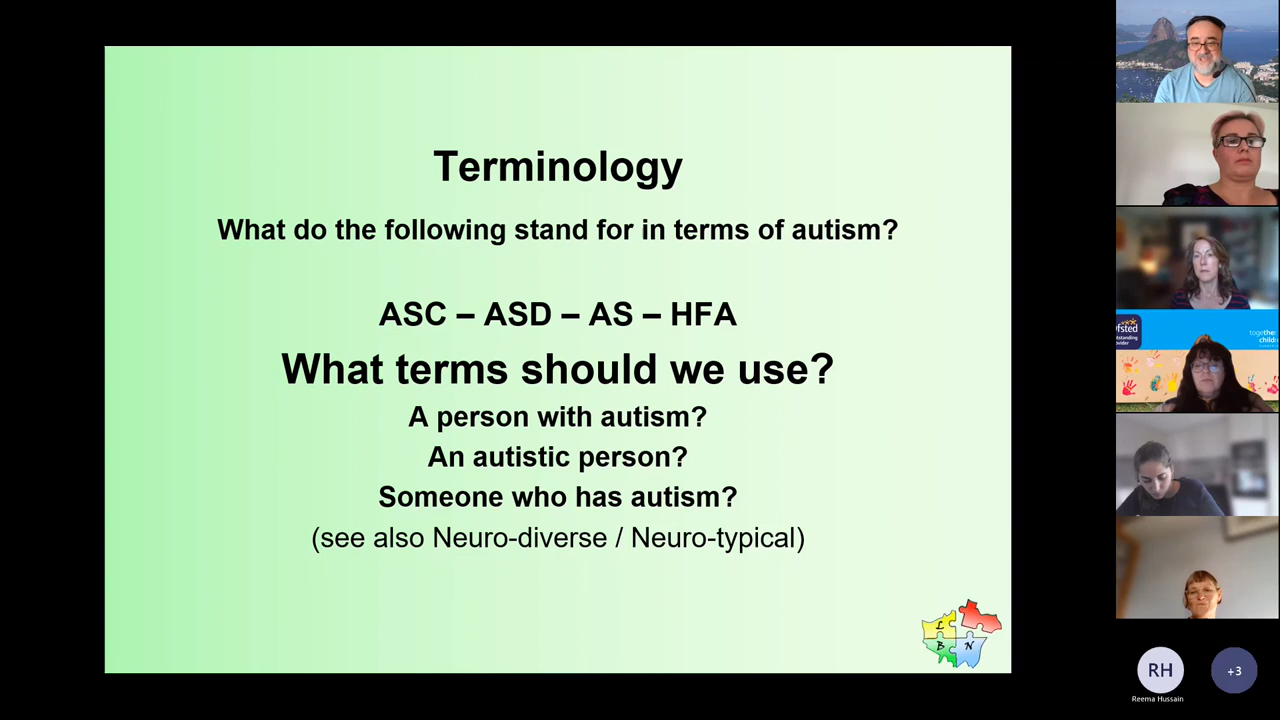 Terminology
What do the following stand for in terms of autism?
ASC – ASD – AS – HFA
What terms should we use?
A person with autism?
An autistic person?
Someone who has autism?
(see also Neuro-diverse / Neuro-typical)
L
B N
RH
+3
Reema Hussain